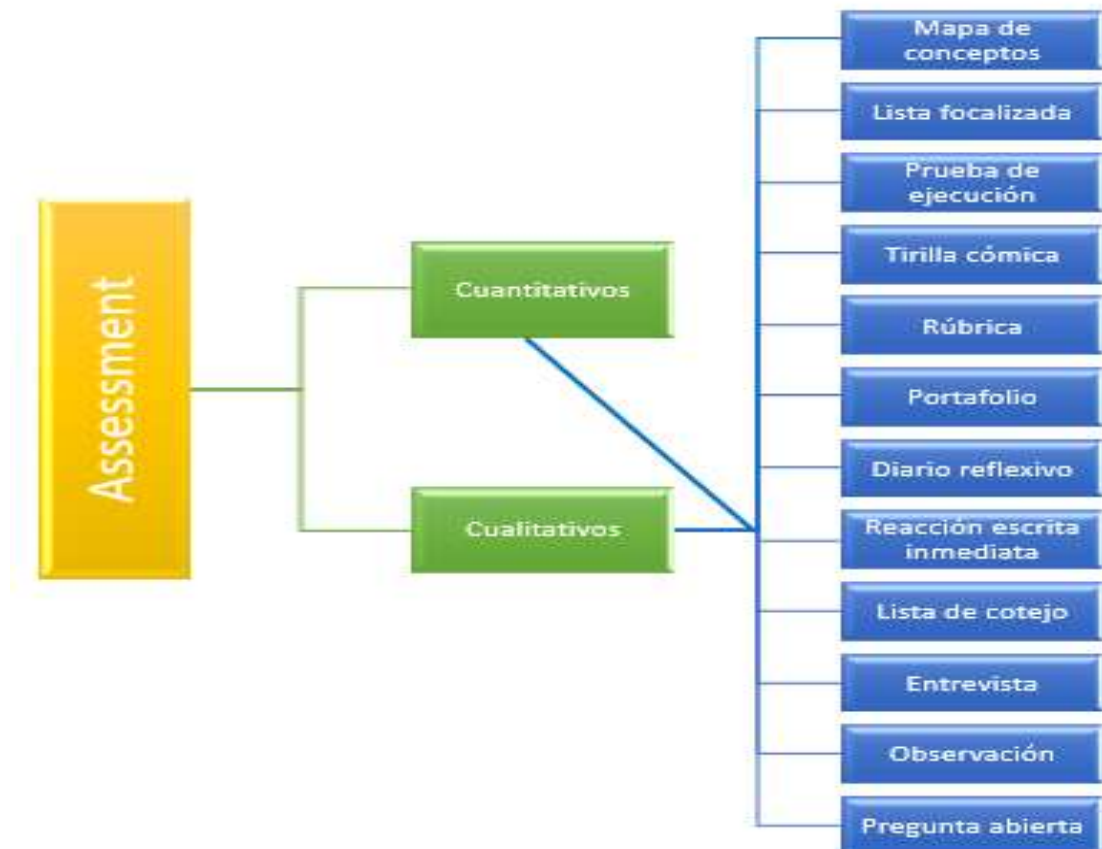 Assessment
Cuantitativos
Cualitativos
Mapa de
conceptos
Lista focalizada
Prueba de
ejecución
Tirilla cómica
Rúbrica
Portafolio
Diario reflexivo
Reacción escrita
inmediata
Lista de cotejo
Entrevista
Observación
Pregunta abierta